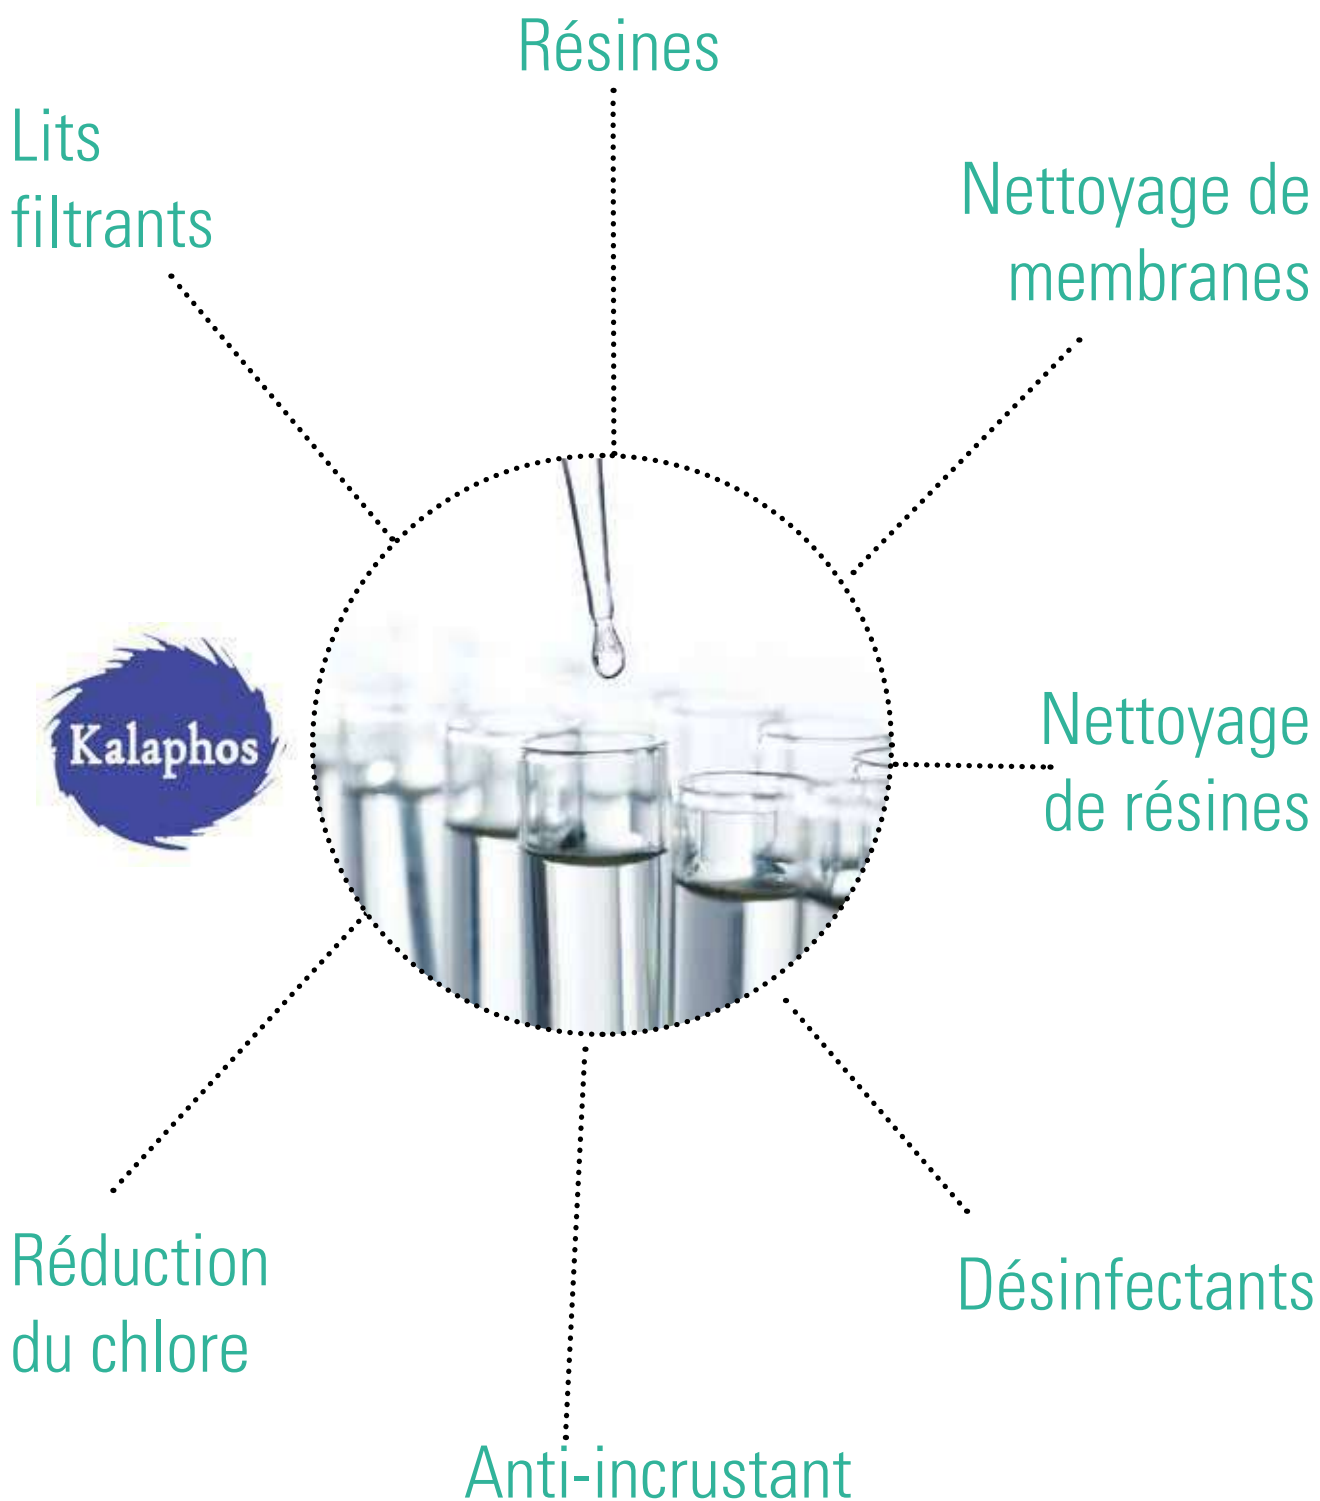 Résines
Lits
filtrants
Nettoyage de
membranes
Kalaphos
Nettoyage
de résines
Réduction
du chlore
Désinfectants
Anti-incrustant